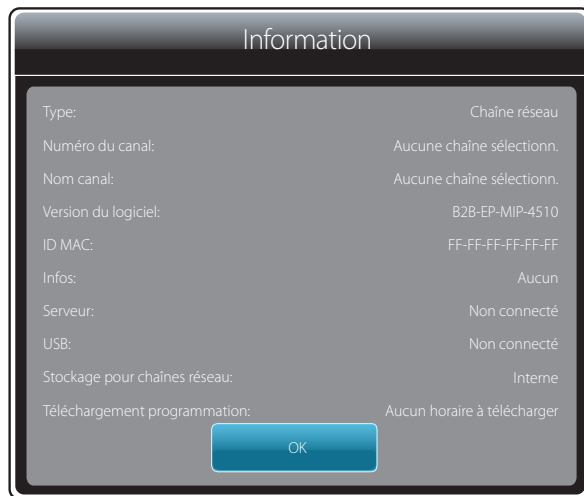 Information
Type: Chaîne réseau
Numéro du canal: Aucune chaîne sélectionn.
Nom canal: Aucune chaîne sélectionn.
Version du logiciel: B2B-EP-MIP-4510
ID MAC: FF-FF-FF-FF-FF-FF
Infos: Aucun
Serveur: Non connecté
USB: Non connecté
Stockage pour chaînes réseau: Interne
Téléchargement programmation: Aucun horaire à télécharger
OK